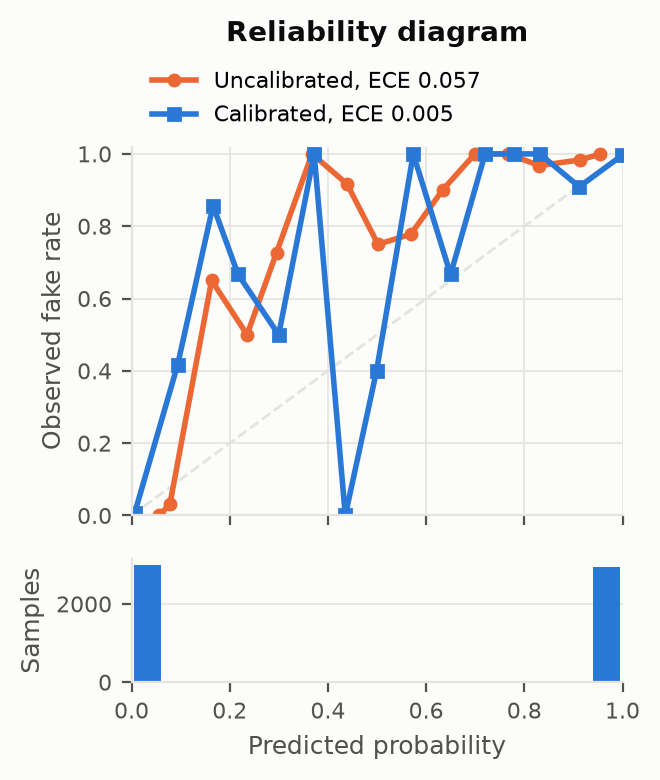 Reliability diagram
Uncalibrated, ECE 0.057
Calibrated, ECE 0.005
1.0
0.8
0.6
0.4
0.2
0.0
Observed fake rate
2000
0
Samples
0.0 0.2 0.4 0.6 0.8 1.0
Predicted probability